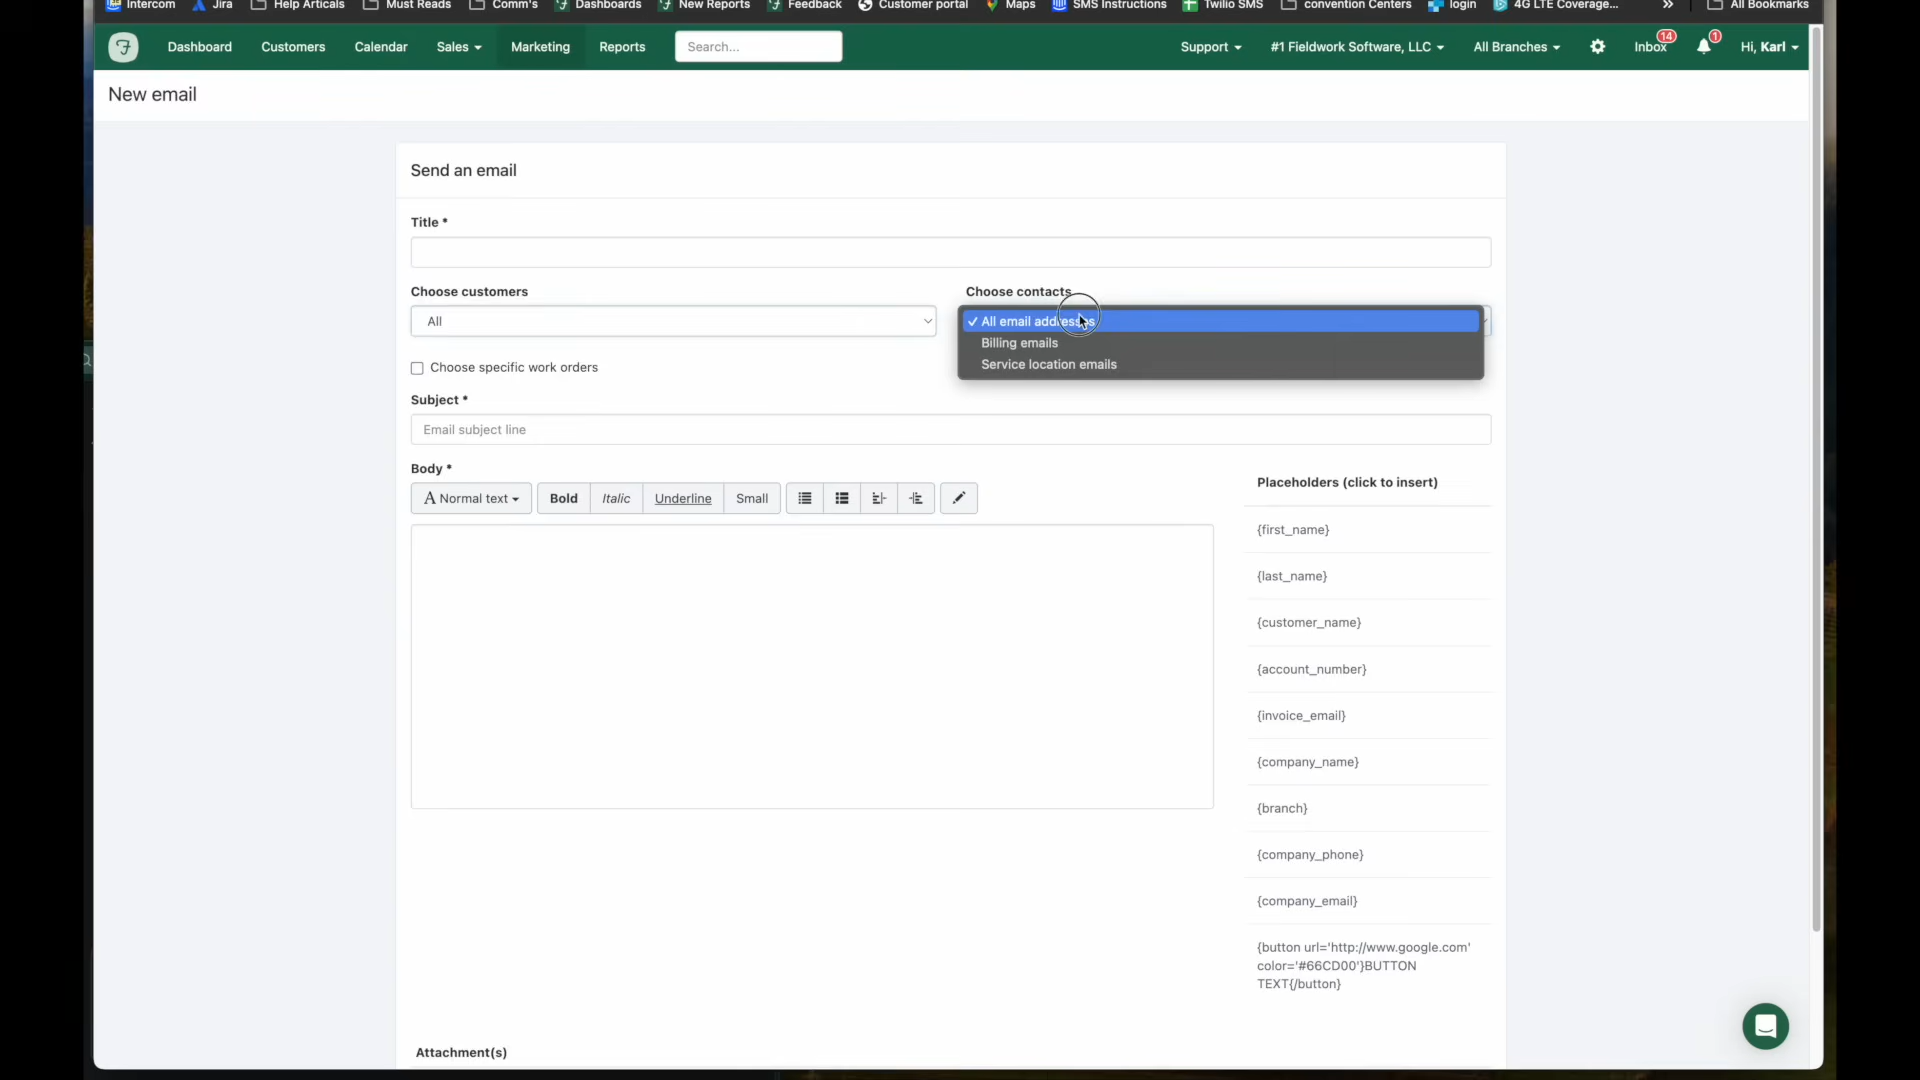 Intercom Jira Help Articals Must Reads Comm's Dashboards New Reports Feedback Customer portal Maps SMS Instructions Twilio SMS convention Centers login 4G LTE Coverage... » All Bookmarks
Dashboard Customers Calendar Sales Marketing Reports Search... Support #1 Fieldwork Software, LLC All Branches Inbox 14 1 Hi, Karl
New email
Send an email
Title *
Choose customers
Choose contacts
All
✓ All email addresses
Billing emails
Service location emails
Choose specific work orders
Subject *
Email subject line
Body *
A Normal text Bold Italic Underline Small
Placeholders (click to insert)
{first_name}
{last_name}
{customer_name}
{account_number}
{invoice_email}
{company_name}
{branch}
{company_phone}
{company_email}
{button url='http://www.google.com'
color='#66CD00'}BUTTON
TEXT{/button}
Attachment(s)